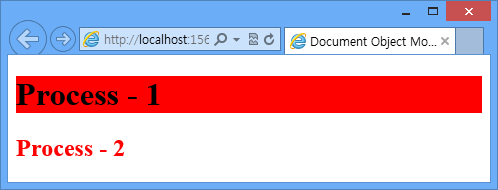 http://localhost:156
Document Object Mo...
Process - 1
Process - 2